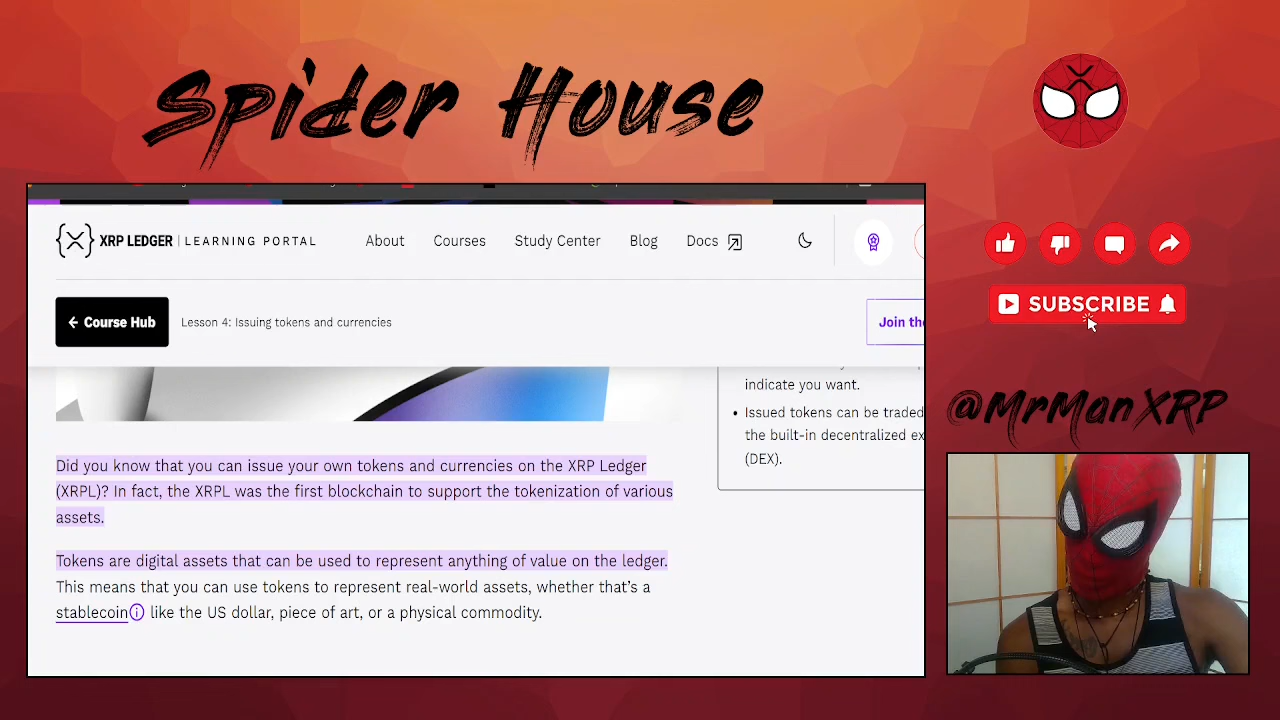 Spider House
XRP LEDGER | LEARNING PORTAL
About
Courses
Study Center
Blog
Docs
← Course Hub
Lesson 4: Issuing tokens and currencies
Join the
indicate you want.
• Issued tokens can be traded
the built-in decentralized ex
(DEX).
Did you know that you can issue your own tokens and currencies on the XRP Ledger
(XRPL)? In fact, the XRPL was the first blockchain to support the tokenization of various
assets.
Tokens are digital assets that can be used to represent anything of value on the ledger.
This means that you can use tokens to represent real-world assets, whether that’s a
stablecoin like the US dollar, piece of art, or a physical commodity.
SUBSCRIBE
@MrManXRP